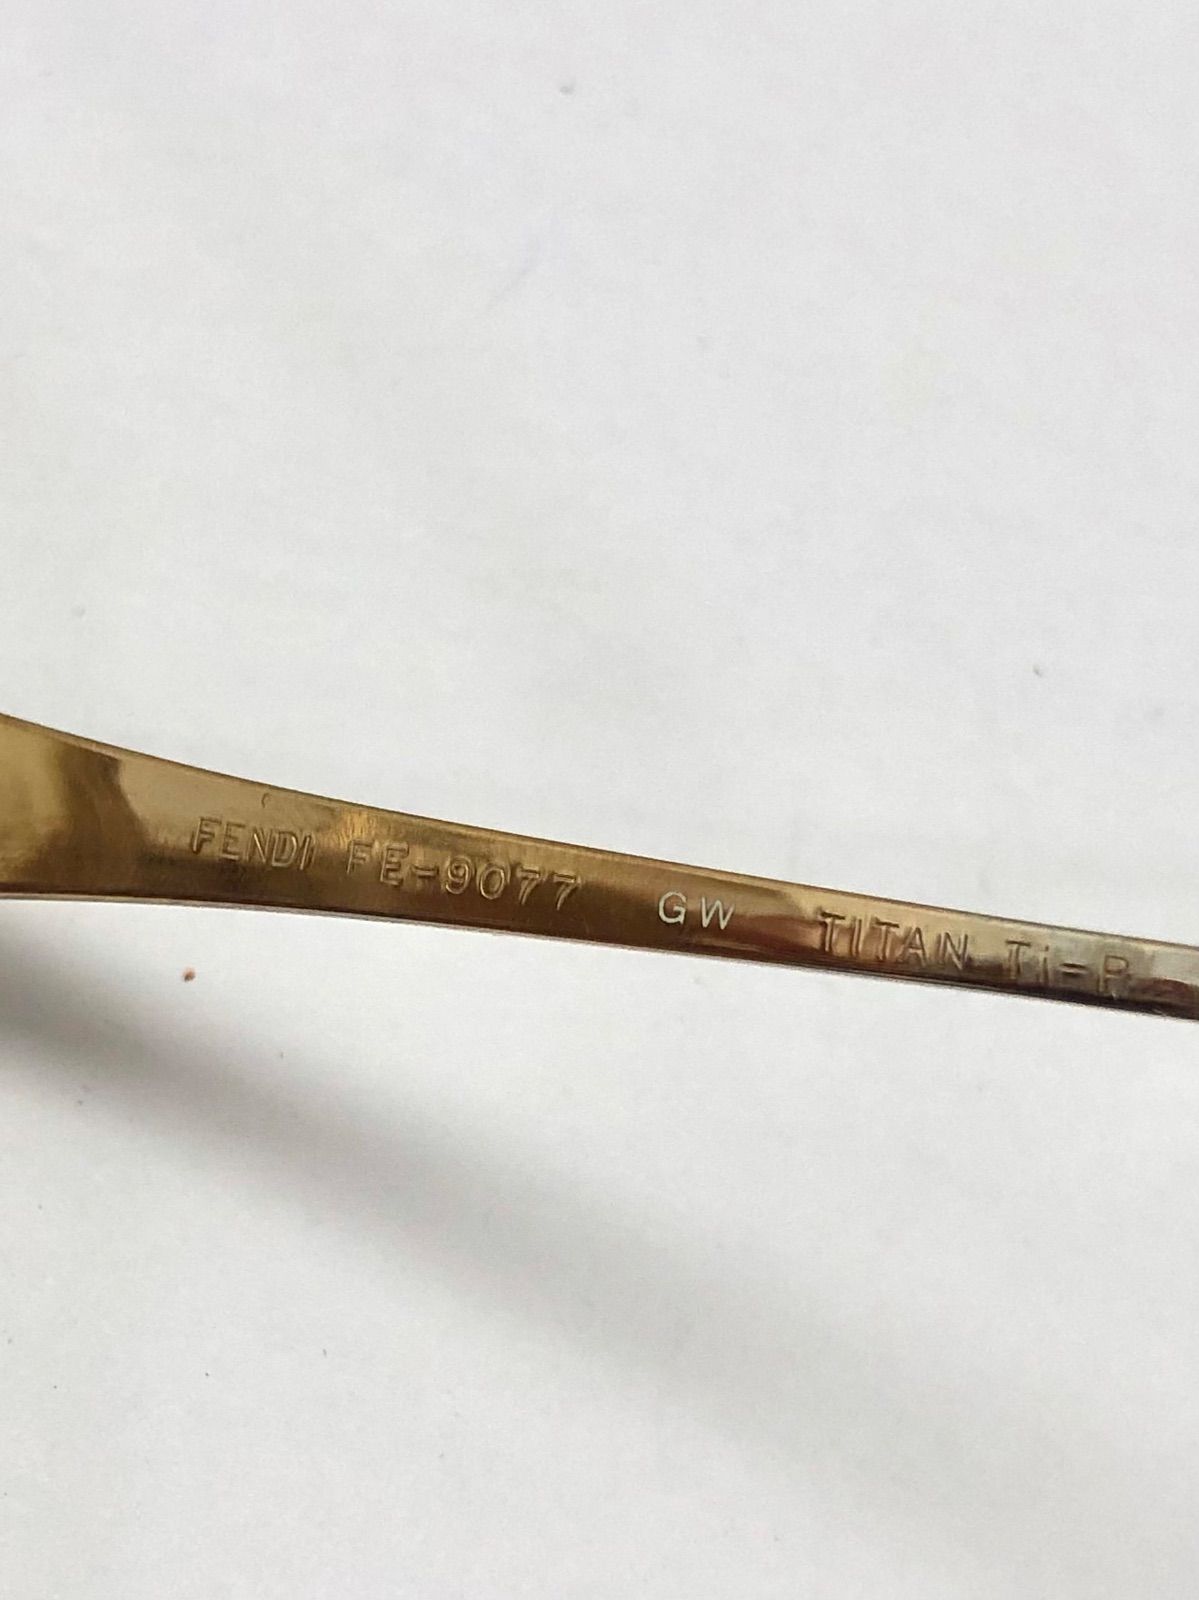 FENDI FE-9077 GW TITAN Ti-P